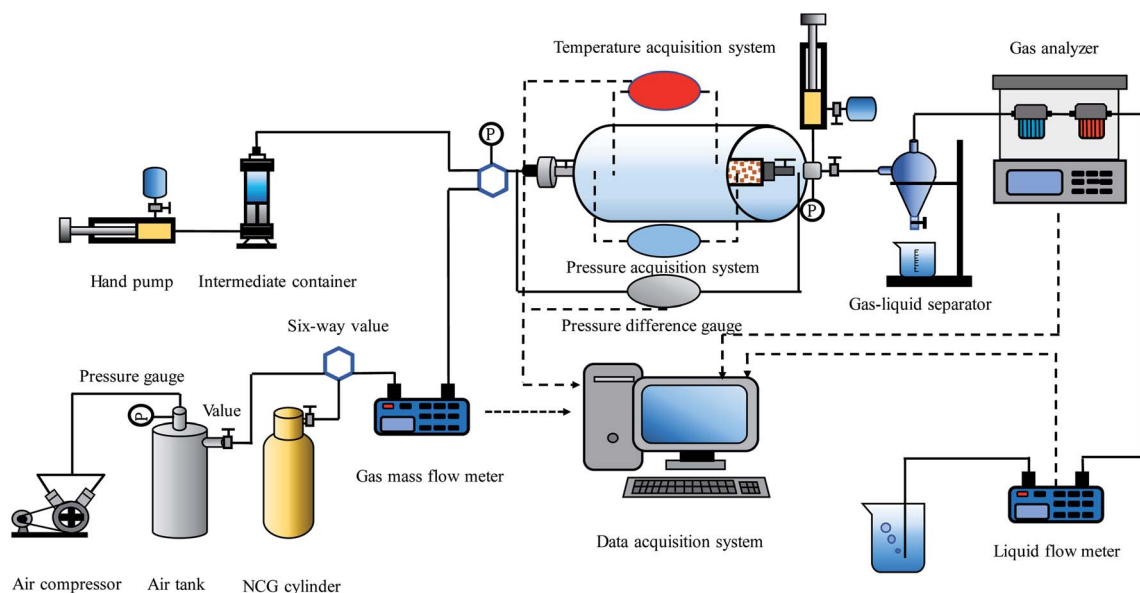 Temperature acquisition system
Gas analyzer
P
P
Hand pump
Intermediate container
Pressure acquisition system
Gas-liquid separator
Pressure difference gauge
Six-way value
Pressure gauge
P
Value
Gas mass flow meter
Data acquisition system
Liquid flow meter
Air compressor
Air tank
NCG cylinder